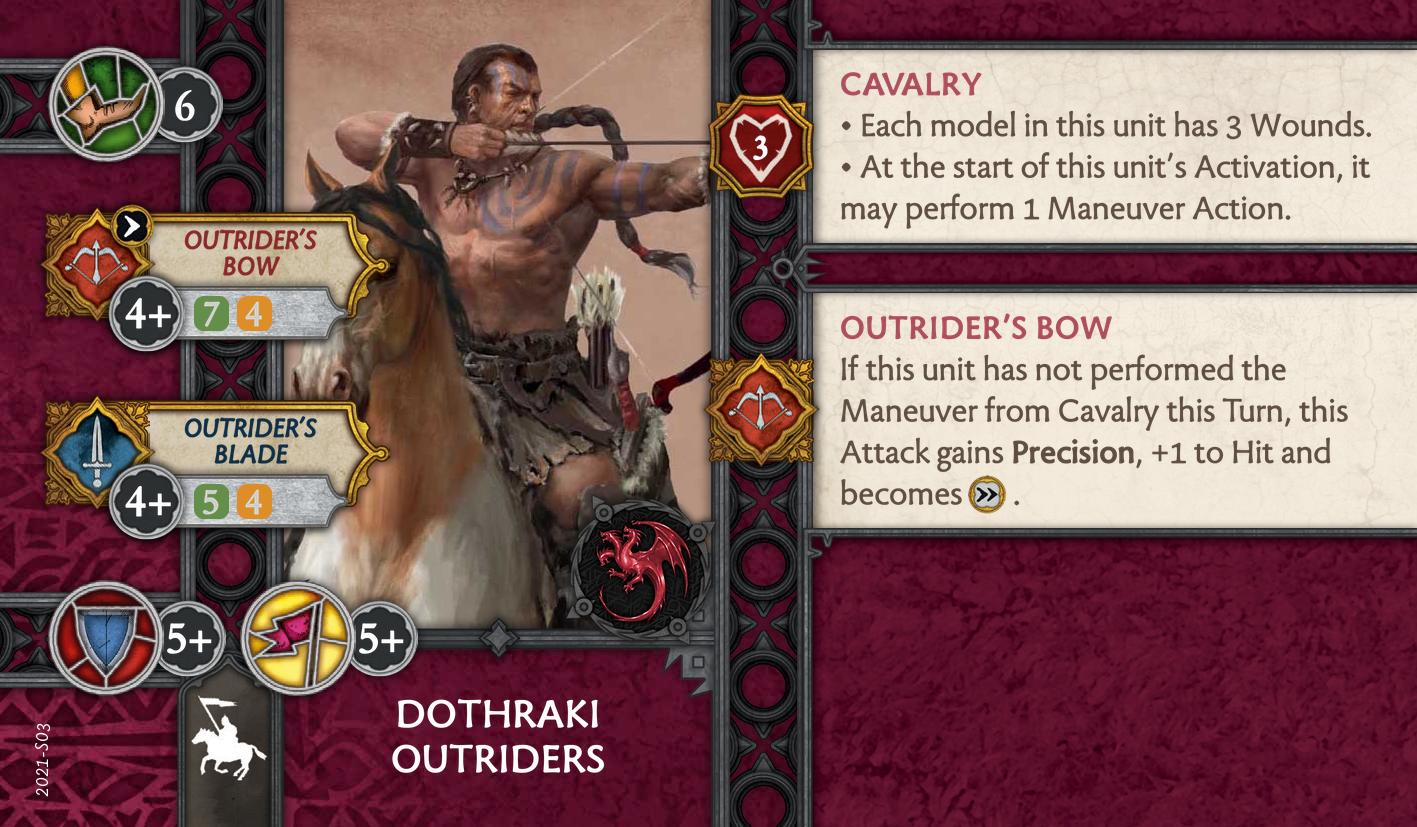 6
OUTRIDER'S
BOW
4+ 7 4
OUTRIDER'S
BLADE
4+ 5 4
5+ 5+
DOTHRAKI
OUTRIDERS
2021-S03
3
CAVALRY
• Each model in this unit has 3 Wounds.
• At the start of this unit's Activation, it
may perform 1 Maneuver Action.
OUTRIDER'S BOW
If this unit has not performed the
Maneuver from Cavalry this Turn, this
Attack gains Precision, +1 to Hit and
becomes .